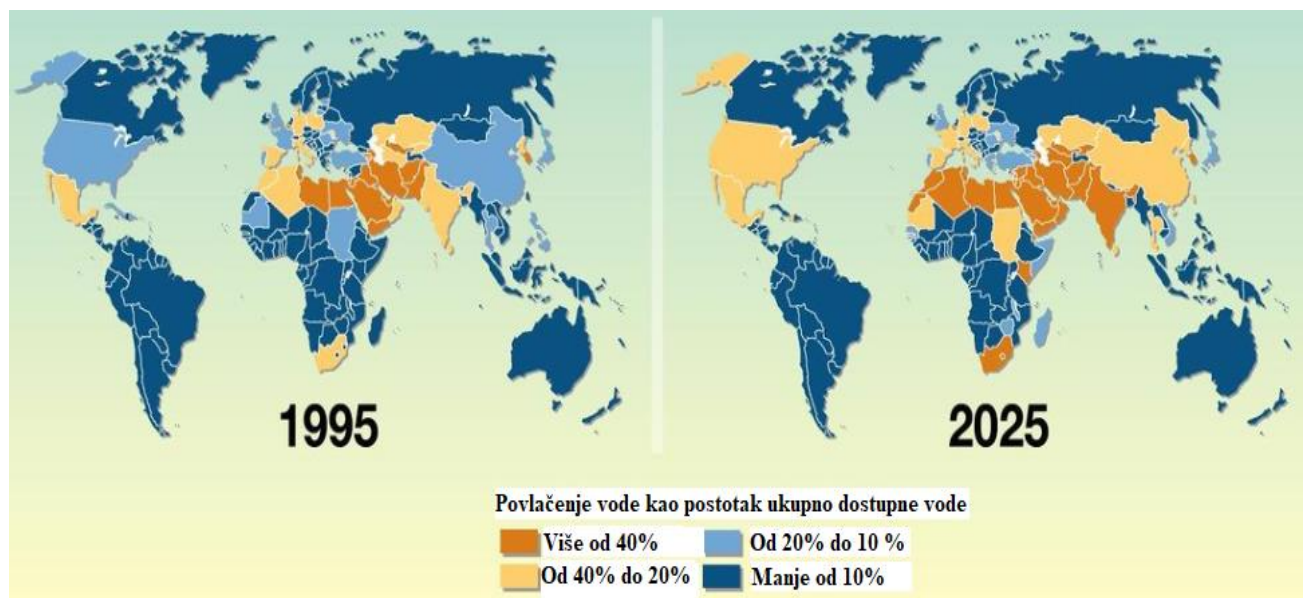 1995
2025
Povlačenje vode kao postotak ukupno dostupne vode
Više od 40%
Od 20% do 10 %
Od 40% do 20%
Manje od 10%